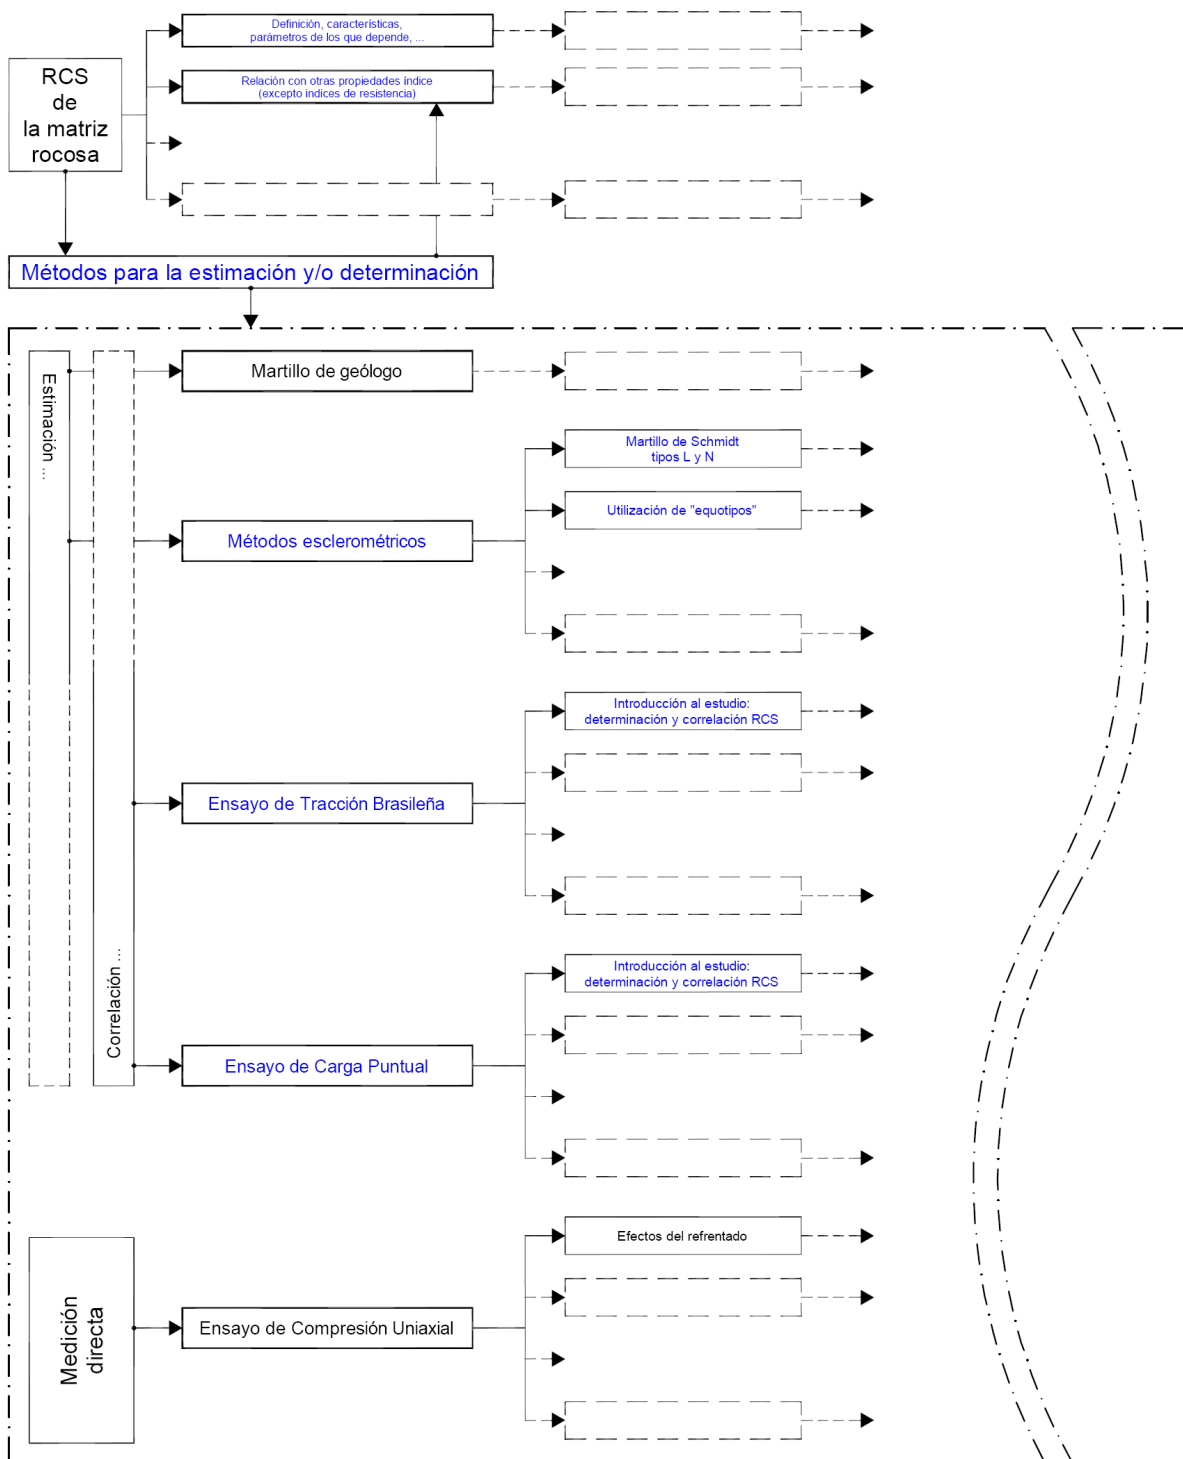 Definición, características,
parámetros de los que depende, ...
RCS
de
la matriz
rocosa
Relación con otras propiedades índice
(excepto indices de resistencia)
Métodos para la estimación y/o determinación
Estimación ...
Correlación ...
Martillo de geólogo
Martillo de Schmidt
tipos L y N
Utilización de "equotipos"
Métodos esclerométricos
Introducción al estudio:
determinación y correlación RCS
Ensayo de Tracción Brasileña
Introducción al estudio:
determinación y correlación RCS
Ensayo de Carga Puntual
Efectos del refrentado
Medición
directa
Ensayo de Compresión Uniaxial